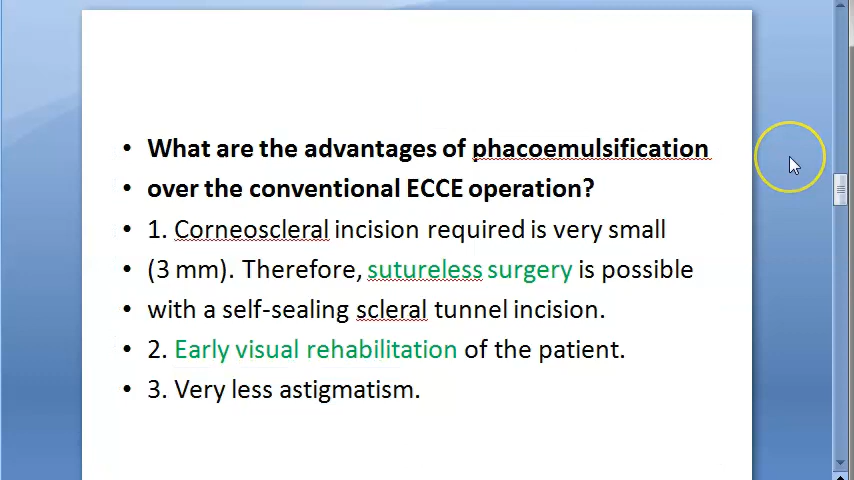 • What are the advantages of phacoemulsification
• over the conventional ECCE operation?
• 1. Corneoscleral incision required is very small
• (3 mm). Therefore, sutureless surgery is possible
• with a self-sealing scleral tunnel incision.
• 2. Early visual rehabilitation of the patient.
• 3. Very less astigmatism.